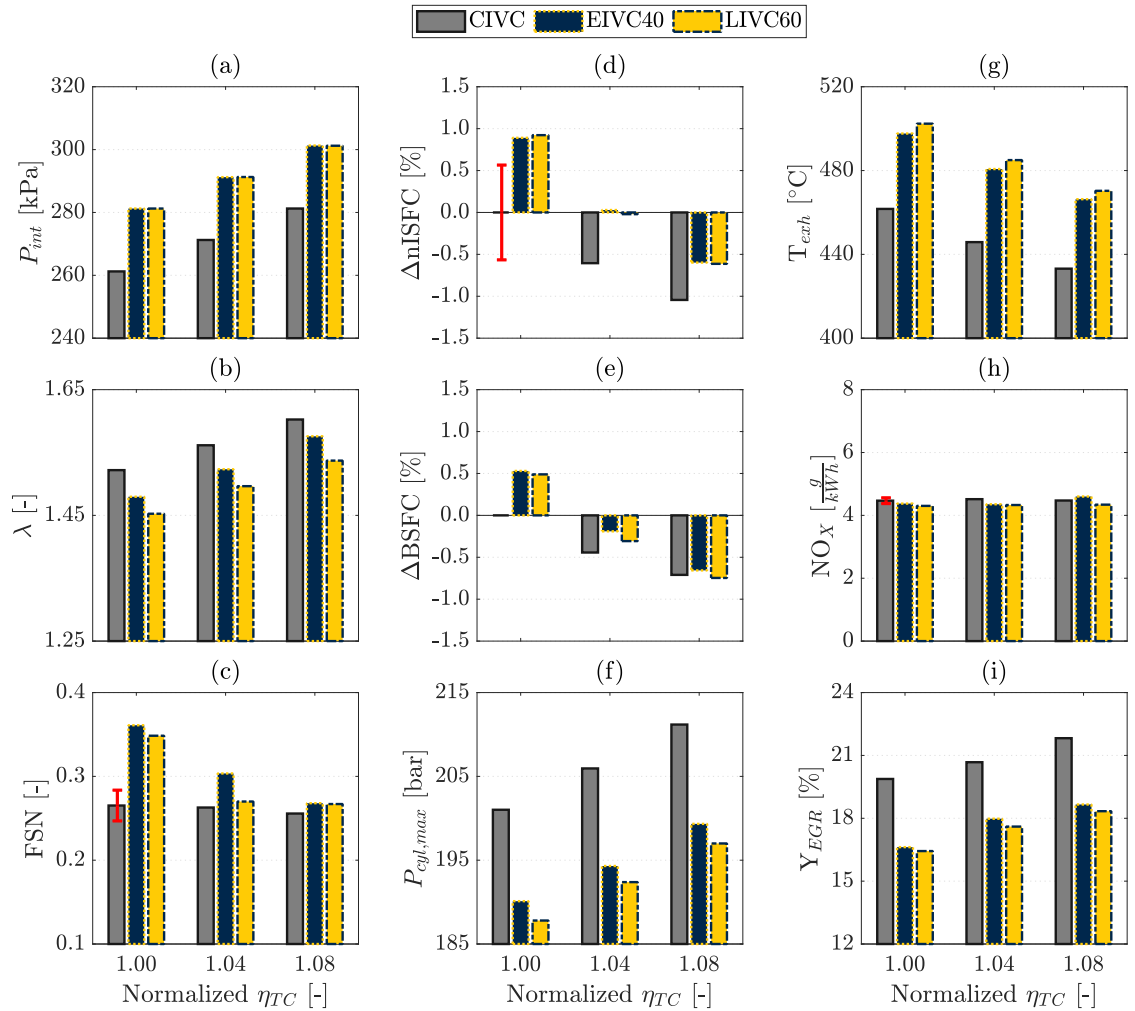 CIVC EIVC40 LIVC60
(a) (d) (g)
320
300
280
260
240
P_int [kPa]
1.5
1.0
0.5
0.0
-0.5
-1.0
-1.5
ΔnISFC [%]
520
480
440
400
T_exh [°C]
(b) (e) (h)
1.65
1.45
1.25
λ [-]
1.5
1.0
0.5
0.0
-0.5
-1.0
-1.5
ΔBSFC [%]
8
6
4
2
0
NO_X [g/kWh]
(c) (f) (i)
0.4
0.3
0.2
0.1
FSN [-]
215
205
195
185
P_cyl,max [bar]
24
21
18
15
12
Y_EGR [%]
1.00 1.04 1.08 1.00 1.04 1.08 1.00 1.04 1.08
Normalized η_TC [-] Normalized η_TC [-] Normalized η_TC [-]